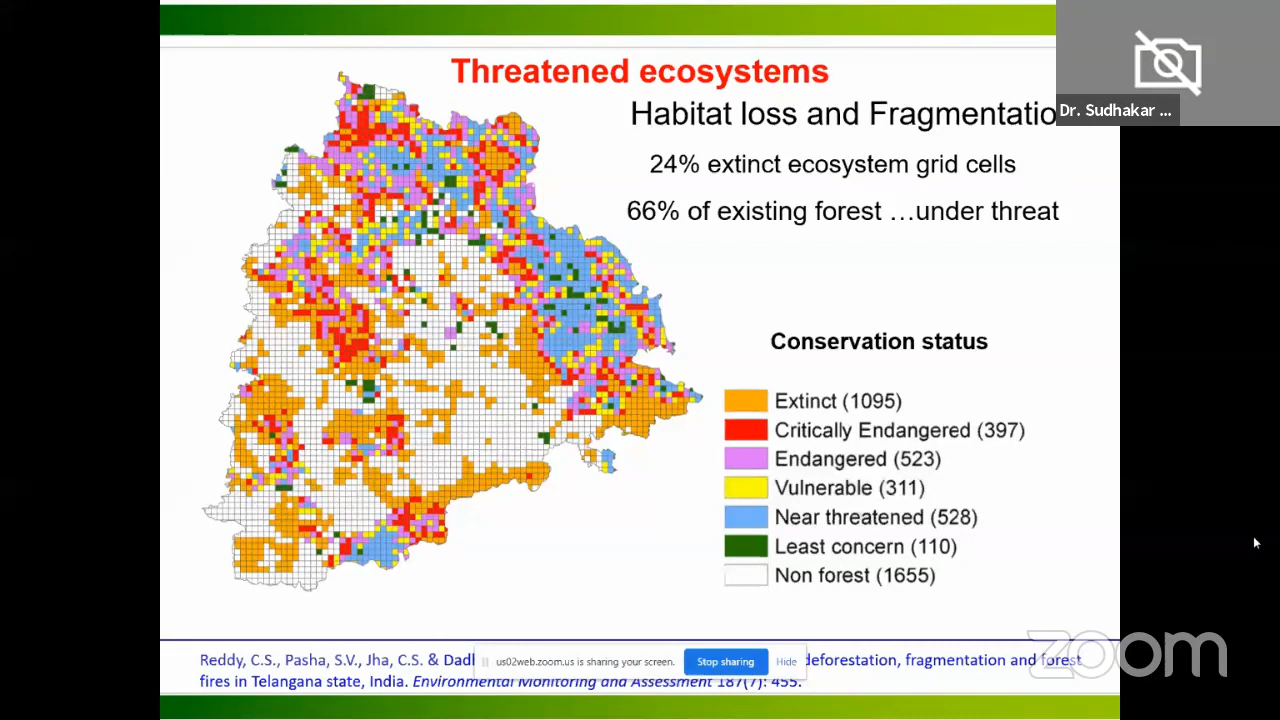 Threatened ecosystems
Habitat loss and Fragmentatio
Dr. Sudhakar ...
24% extinct ecosystem grid cells
66% of existing forest ...under threat
Conservation status
Extinct (1095)
Critically Endangered (397)
Endangered (523)
Vulnerable (311)
Near threatened (528)
Least concern (110)
Non forest (1655)
zoom
Reddy, C.S., Pasha, S.V., Jha, C.S. & Dadh deforestation, fragmentation and forest
us02web.zoom.us is sharing your screen. Stop sharing Hide
fires in Telangana state, India. Environmental Monitoring and Assessment 187(7): 455.